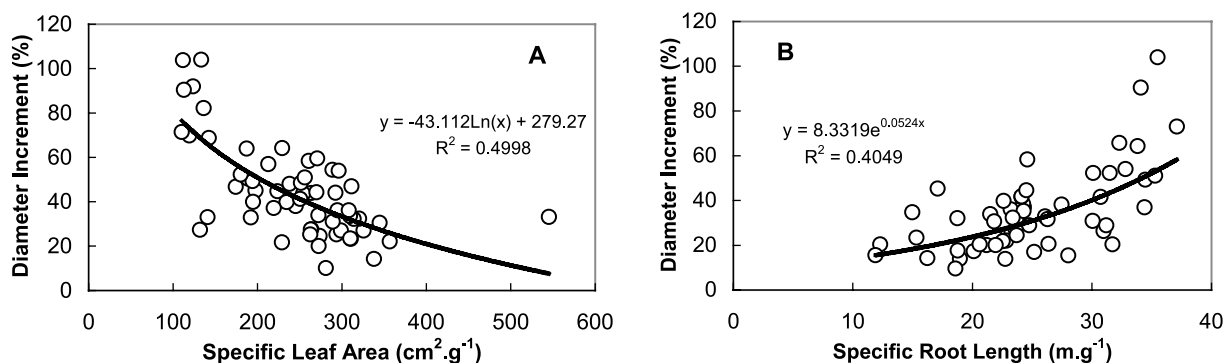 A
Diameter Increment (%)
120
100
80
60
40
20
0
y = -43.112Ln(x) + 279.27
R² = 0.4998
0 100 200 300 400 500 600
Specific Leaf Area (cm².g⁻¹)
B
Diameter Increment (%)
120
100
80
60
40
20
0
y = 8.3319e^0.0524x
R² = 0.4049
0 10 20 30 40
Specific Root Length (m.g⁻¹)